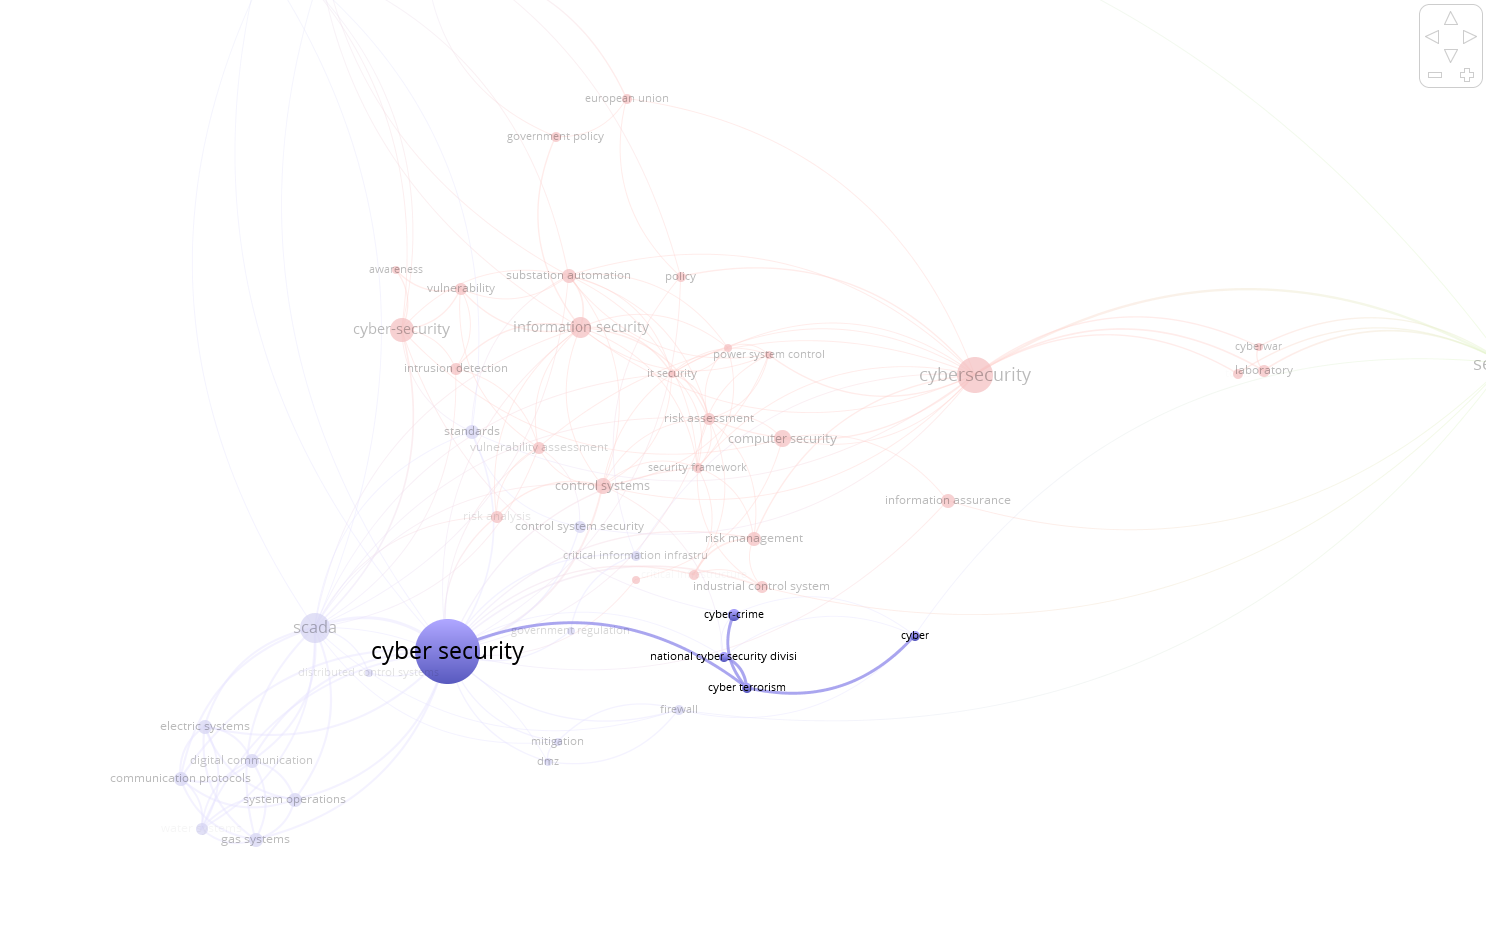 european union
government policy
awareness
substation automation
policy
vulnerability
cyber-security
information security
cyberwar
power system control
se
intrusion detection
it security
cybersecurity
laboratory
risk assessment
standards
computer security
vulnerability assessment
security framework
control systems
information assurance
risk analysis
control system security
risk management
critical information infrastru
industrial control system
cyber-crime
scada
government regulation
cyber
cyber security
national cyber security divisi
distributed control systems
cyber terrorism
firewall
electric systems
mitigation
digital communication
dmz
communication protocols
system operations
water systems
gas systems